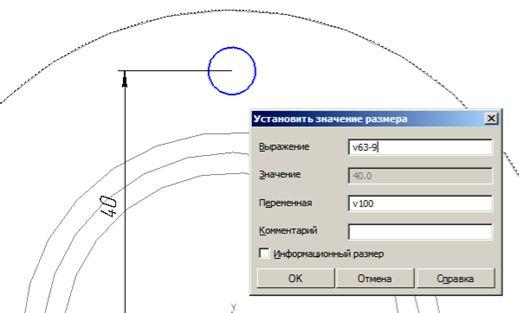 Установить значение размера
Выражение v63-9
Значение 40.0
Переменная v100
Комментарий
Информационный размер
OK Отмена Справка
40
Y